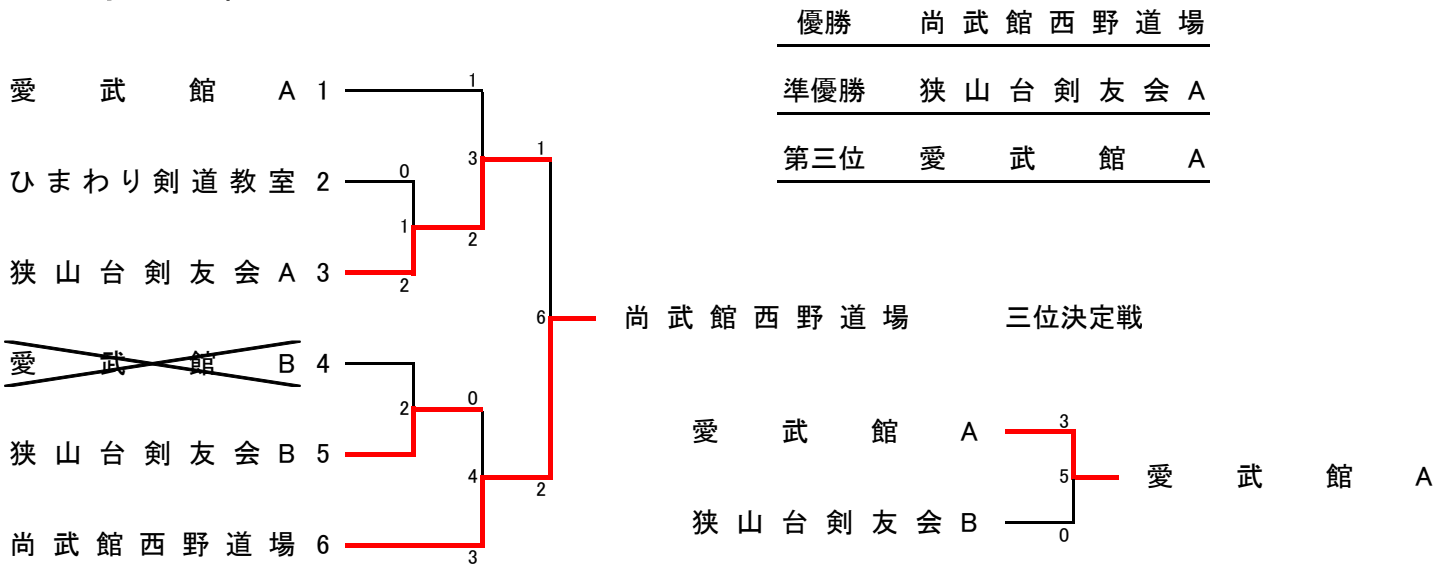 優勝 尚武館西野道場
準優勝 狭山台剣友会A
第三位 愛武館A
愛武館A 1
1
ひまわり剣道教室 2
0
3
1
1
2
狭山台剣友会A 3
2
6
尚武館西野道場
三位決定戦
愛武館B 4
2
0
狭山台剣友会B 5
4
2
尚武館西野道場 6
3
愛武館A
3
5
愛武館A
狭山台剣友会B
0